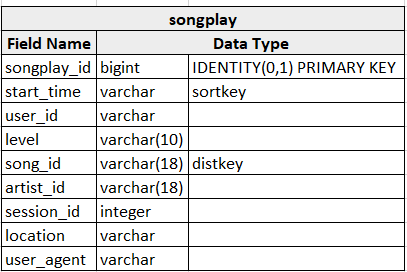 songplay
Field Name Data Type
songplay_id bigint IDENTITY(0,1) PRIMARY KEY
start_time varchar sortkey
user_id varchar
level varchar(10)
song_id varchar(18) distkey
artist_id varchar(18)
session_id integer
location varchar
user_agent varchar